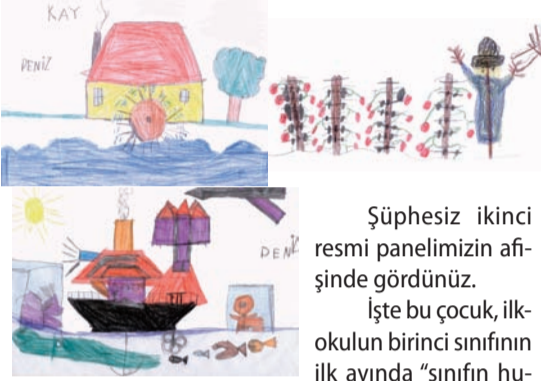 KAY
DENİZ
DENİZ
Şüphesiz ikinci
resmi panelimizin afi-
şinde gördünüz.
İşte bu çocuk, ilk-
okulun birinci sınıfının
ilk ayında “sınıfın hu-